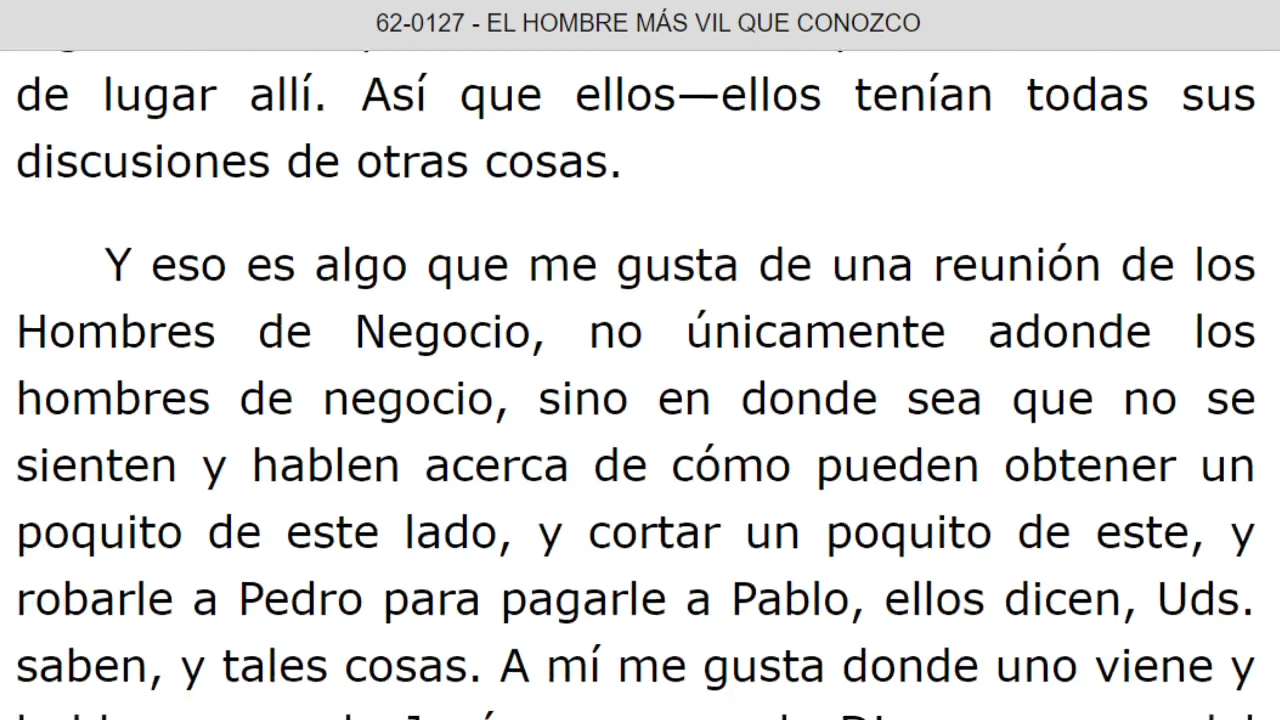 62-0127 - EL HOMBRE MÁS VIL QUE CONOZCO
de lugar allí. Así que ellos—ellos tenían todas sus
discusiones de otras cosas.
Y eso es algo que me gusta de una reunión de los
Hombres de Negocio, no únicamente adonde los
hombres de negocio, sino en donde sea que no se
sienten y hablen acerca de cómo pueden obtener un
poquito de este lado, y cortar un poquito de este, y
robarle a Pedro para pagarle a Pablo, ellos dicen, Uds.
saben, y tales cosas. A mí me gusta donde uno viene y